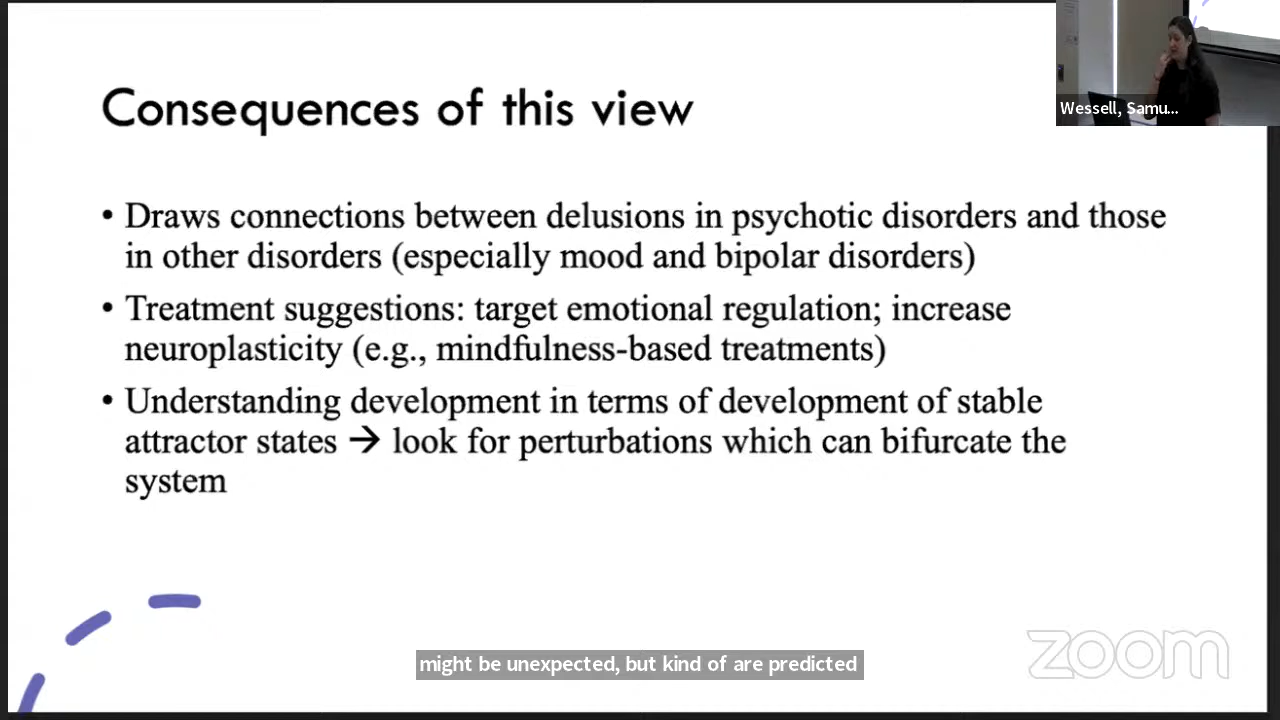 Consequences of this view
Wessell, Samu...
• Draws connections between delusions in psychotic disorders and those
in other disorders (especially mood and bipolar disorders)
• Treatment suggestions: target emotional regulation; increase
neuroplasticity (e.g., mindfulness-based treatments)
• Understanding development in terms of development of stable
attractor states → look for perturbations which can bifurcate the
system
might be unexpected, but kind of are predicted
zoom